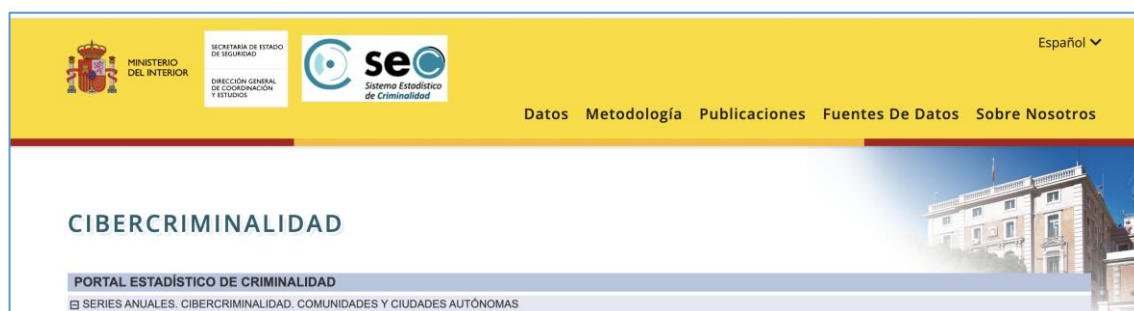 MINISTERIO
DEL INTERIOR
SECRETARÍA DE ESTADO
DE SEGURIDAD
DIRECCIÓN GENERAL
DE COORDINACIÓN
Y ESTUDIOS
sec
Sistema Estadístico
de Criminalidad
Español
Datos Metodología Publicaciones Fuentes De Datos Sobre Nosotros
CIBERCRIMINALIDAD
PORTAL ESTADÍSTICO DE CRIMINALIDAD
SERIES ANUALES. CIBERCRIMINALIDAD. COMUNIDADES Y CIUDADES AUTÓNOMAS